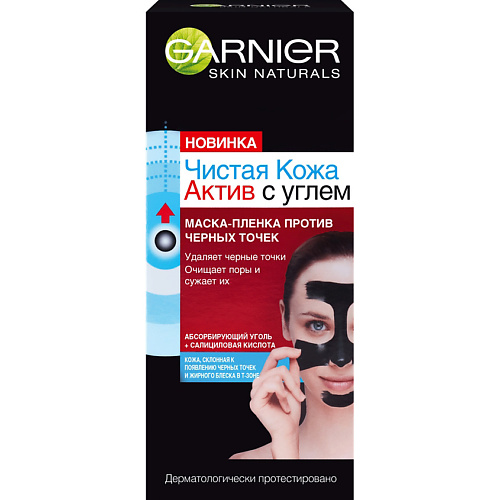 GARNIER
SKIN NATURALS
НОВИНКА
Чистая Кожа
Актив с углем
МАСКА-ПЛЕНКА ПРОТИВ
ЧЕРНЫХ ТОЧЕК
Удаляет черные точки
Очищает поры и
сужает их
АБСОРБИРУЮЩИЙ УГОЛЬ
+ САЛИЦИЛОВАЯ КИСЛОТА
КОЖА, СКЛОННАЯ К
ПОЯВЛЕНИЮ ЧЕРНЫХ ТОЧЕК
И ЖИРНОГО БЛЕСКА В Т-ЗОНЕ
Дерматологически протестировано